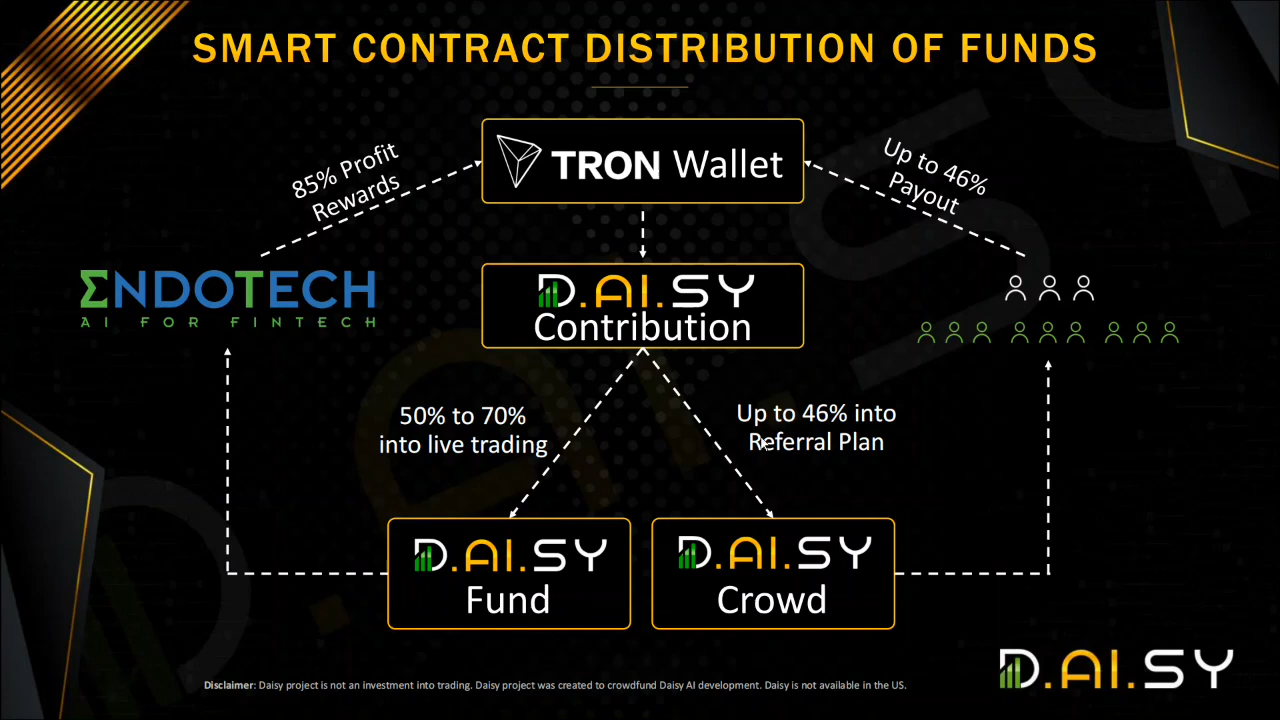 SMART CONTRACT DISTRIBUTION OF FUNDS
TRON Wallet
85% Profit
Rewards
Up to 46%
Payout
ΣNDOTECH
AI FOR FINTECH
D.AI.SY
Contribution
50% to 70%
into live trading
Up to 46% into
Referral Plan
D.AI.SY
Fund
D.AI.SY
Crowd
D.AI.SY
Disclaimer: Daisy project is not an investment into trading. Daisy project was created to crowdfund Daisy AI development. Daisy is not available in the US.